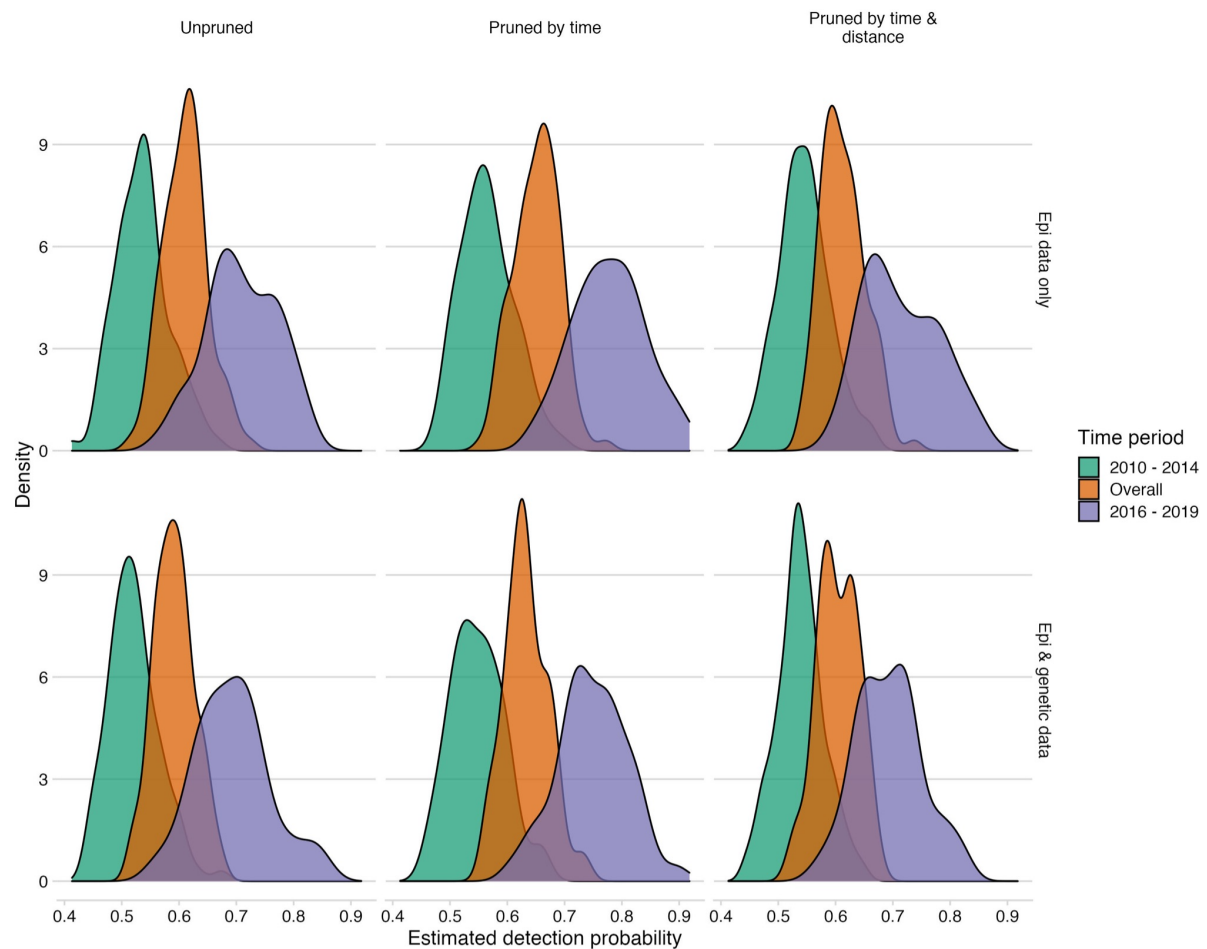 Unpruned
Pruned by time
Pruned by time &
distance
9
6
3
0
Epi data only
Density
9
6
3
0
Epi & genetic data
0.4 0.5 0.6 0.7 0.8 0.9 0.4 0.5 0.6 0.7 0.8 0.9 0.4 0.5 0.6 0.7 0.8 0.9
Estimated detection probability
Time period
2010 - 2014
Overall
2016 - 2019